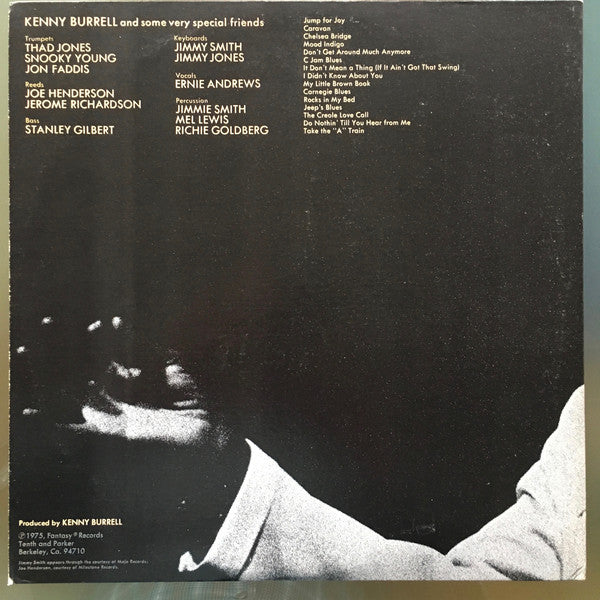 KENNY BURRELL and some very special friends
Trumpets
THAD JONES
SNOOKY YOUNG
JON FADDIS
Reeds
JOE HENDERSON
JEROME RICHARDSON
Bass
STANLEY GILBERT
Keyboards
JIMMY SMITH
JIMMY JONES
Vocals
ERNIE ANDREWS
Percussion
JIMMIE SMITH
MEL LEWIS
RICHIE GOLDBERG
Jump for Joy
Caravan
Chelsea Bridge
Mood Indigo
Don't Get Around Much Anymore
C Jam Blues
It Don't Mean a Thing (If It Ain't Got That Swing)
I Didn't Know About You
My Little Brown Book
Carnegie Blues
Rocks in My Bed
Jeep's Blues
The Creole Love Call
Do Nothin' Till You Hear from Me
Take the "A" Train
Produced by KENNY BURRELL
℗ 1975, Fantasy ® Records
Tenth and Parker
Berkeley, Ca. 94710
Jimmy Smith appears through the courtesy of Mojo Records;
Joe Henderson, courtesy of Milestone Records.